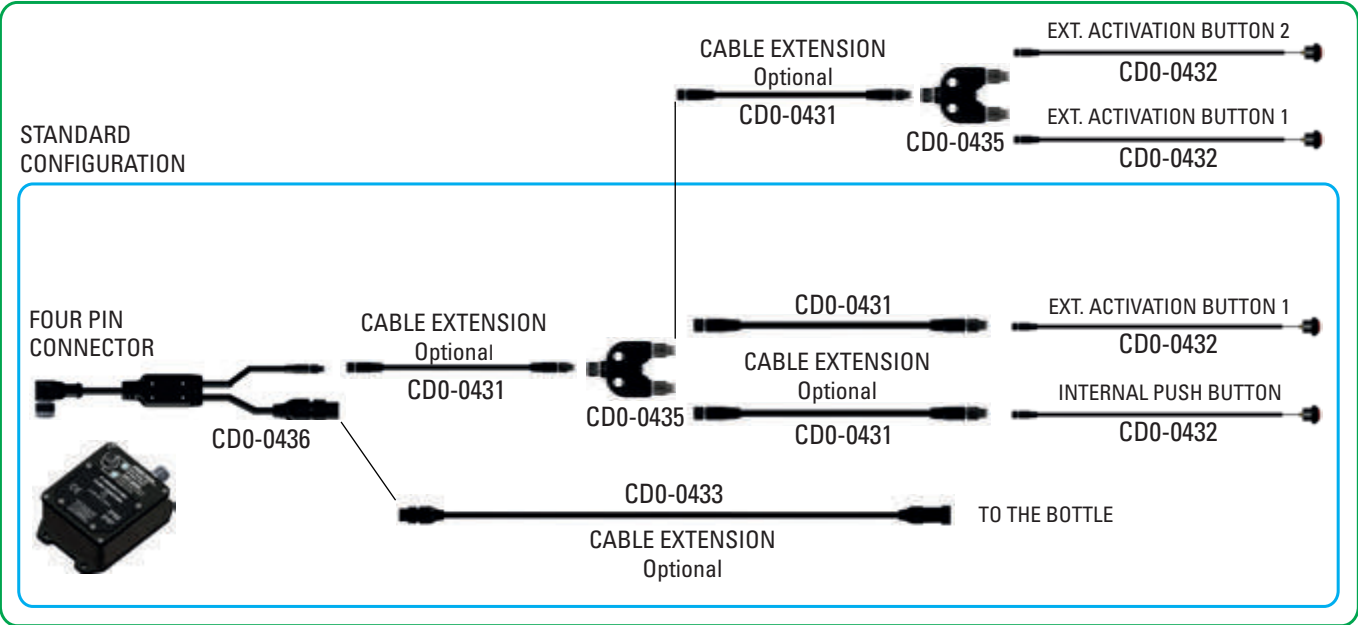 EXT. ACTIVATION BUTTON 2
CD0-0432
CABLE EXTENSION
Optional
CD0-0431
CD0-0435
EXT. ACTIVATION BUTTON 1
CD0-0432
STANDARD
CONFIGURATION
FOUR PIN
CONNECTOR
CD0-0436
CABLE EXTENSION
Optional
CD0-0431
CD0-0435
CD0-0431
CABLE EXTENSION
Optional
CD0-0431
EXT. ACTIVATION BUTTON 1
CD0-0432
INTERNAL PUSH BUTTON
CD0-0432
CD0-0433
CABLE EXTENSION
Optional
TO THE BOTTLE